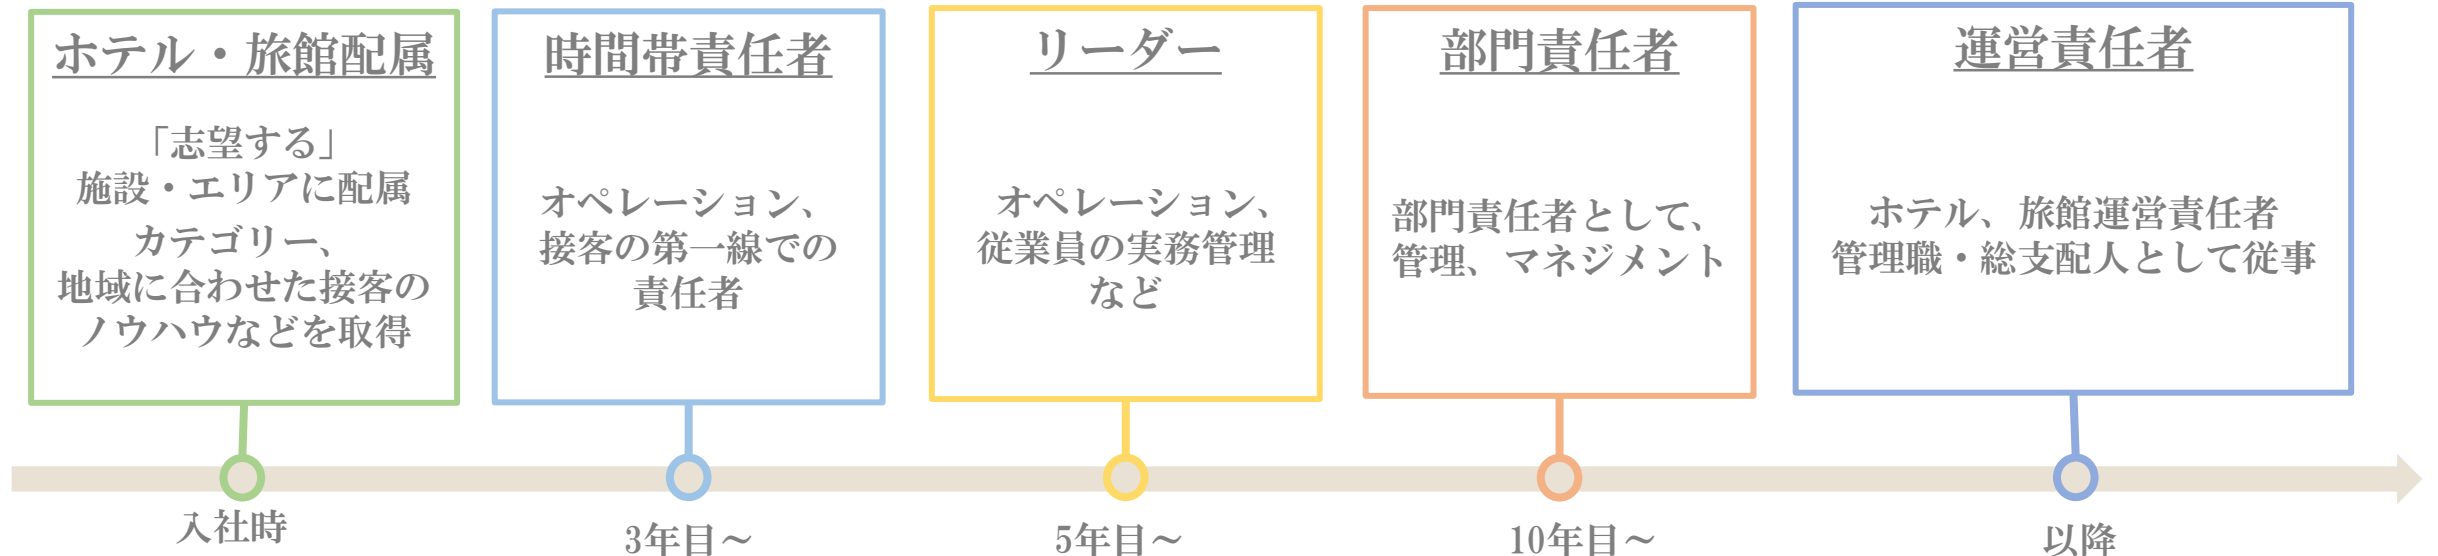 ホテル・旅館配属
「志望する」
施設・エリアに配属
カテゴリー、
地域に合わせた接客の
ノウハウなどを取得
入社時
時間帯責任者
オペレーション、
接客の第一線での
責任者
3年目～
リーダー
オペレーション、
従業員の実務管理
など
5年目～
部門責任者
部門責任者として、
管理、マネジメント
10年目～
運営責任者
ホテル、旅館運営責任者
管理職・総支配人として従事
以降